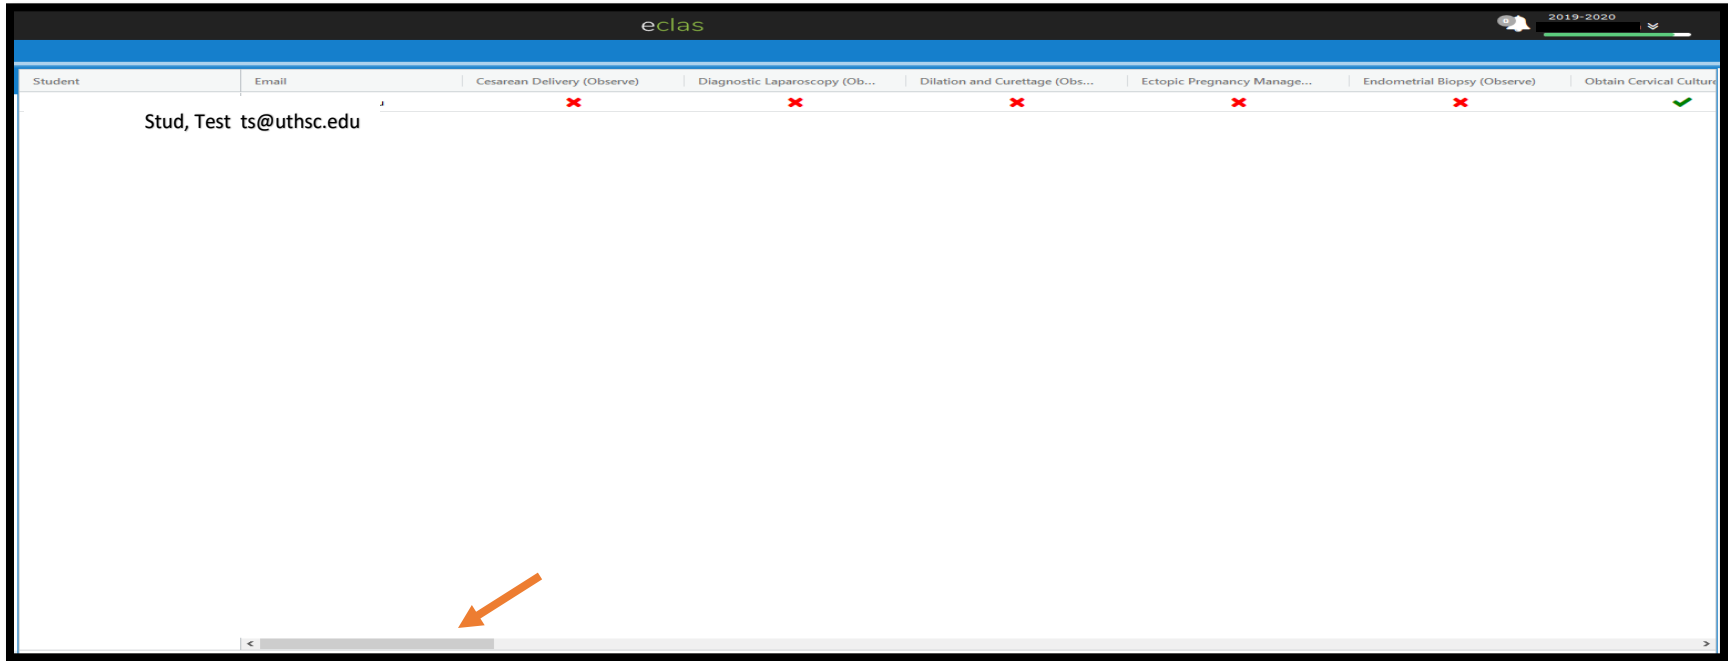 eclas
0
2019-2020
Student Email Cesarean Delivery (Observe) Diagnostic Laparoscopy (Ob... Dilation and Curettage (Obs... Ectopic Pregnancy Manage... Endometrial Biopsy (Observe) Obtain Cervical Culture
Stud, Test ts@uthsc.edu